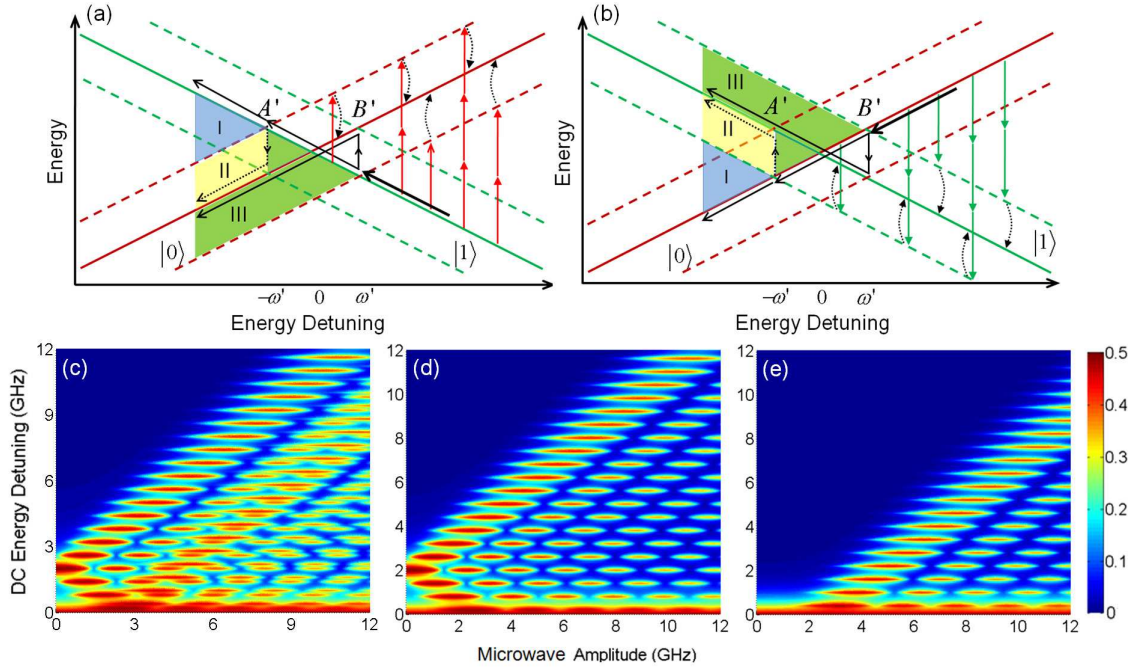 (a)
(b)
Energy
A'
B'
I
II
III
|0⟩
|1⟩
−ω'
0
ω'
Energy Detuning
Energy
A'
B'
III
II
I
|0⟩
|1⟩
−ω'
0
ω'
Energy Detuning
DC Energy Detuning (GHz)
(c)
12
9
6
3
0
0
3
6
9
12
(d)
12
10
8
6
4
2
0
0
2
4
6
8
10
12
(e)
12
10
8
6
4
2
0
0
2
4
6
8
10
12
0.5
0.4
0.3
0.2
0.1
0
Microwave Amplitude (GHz)